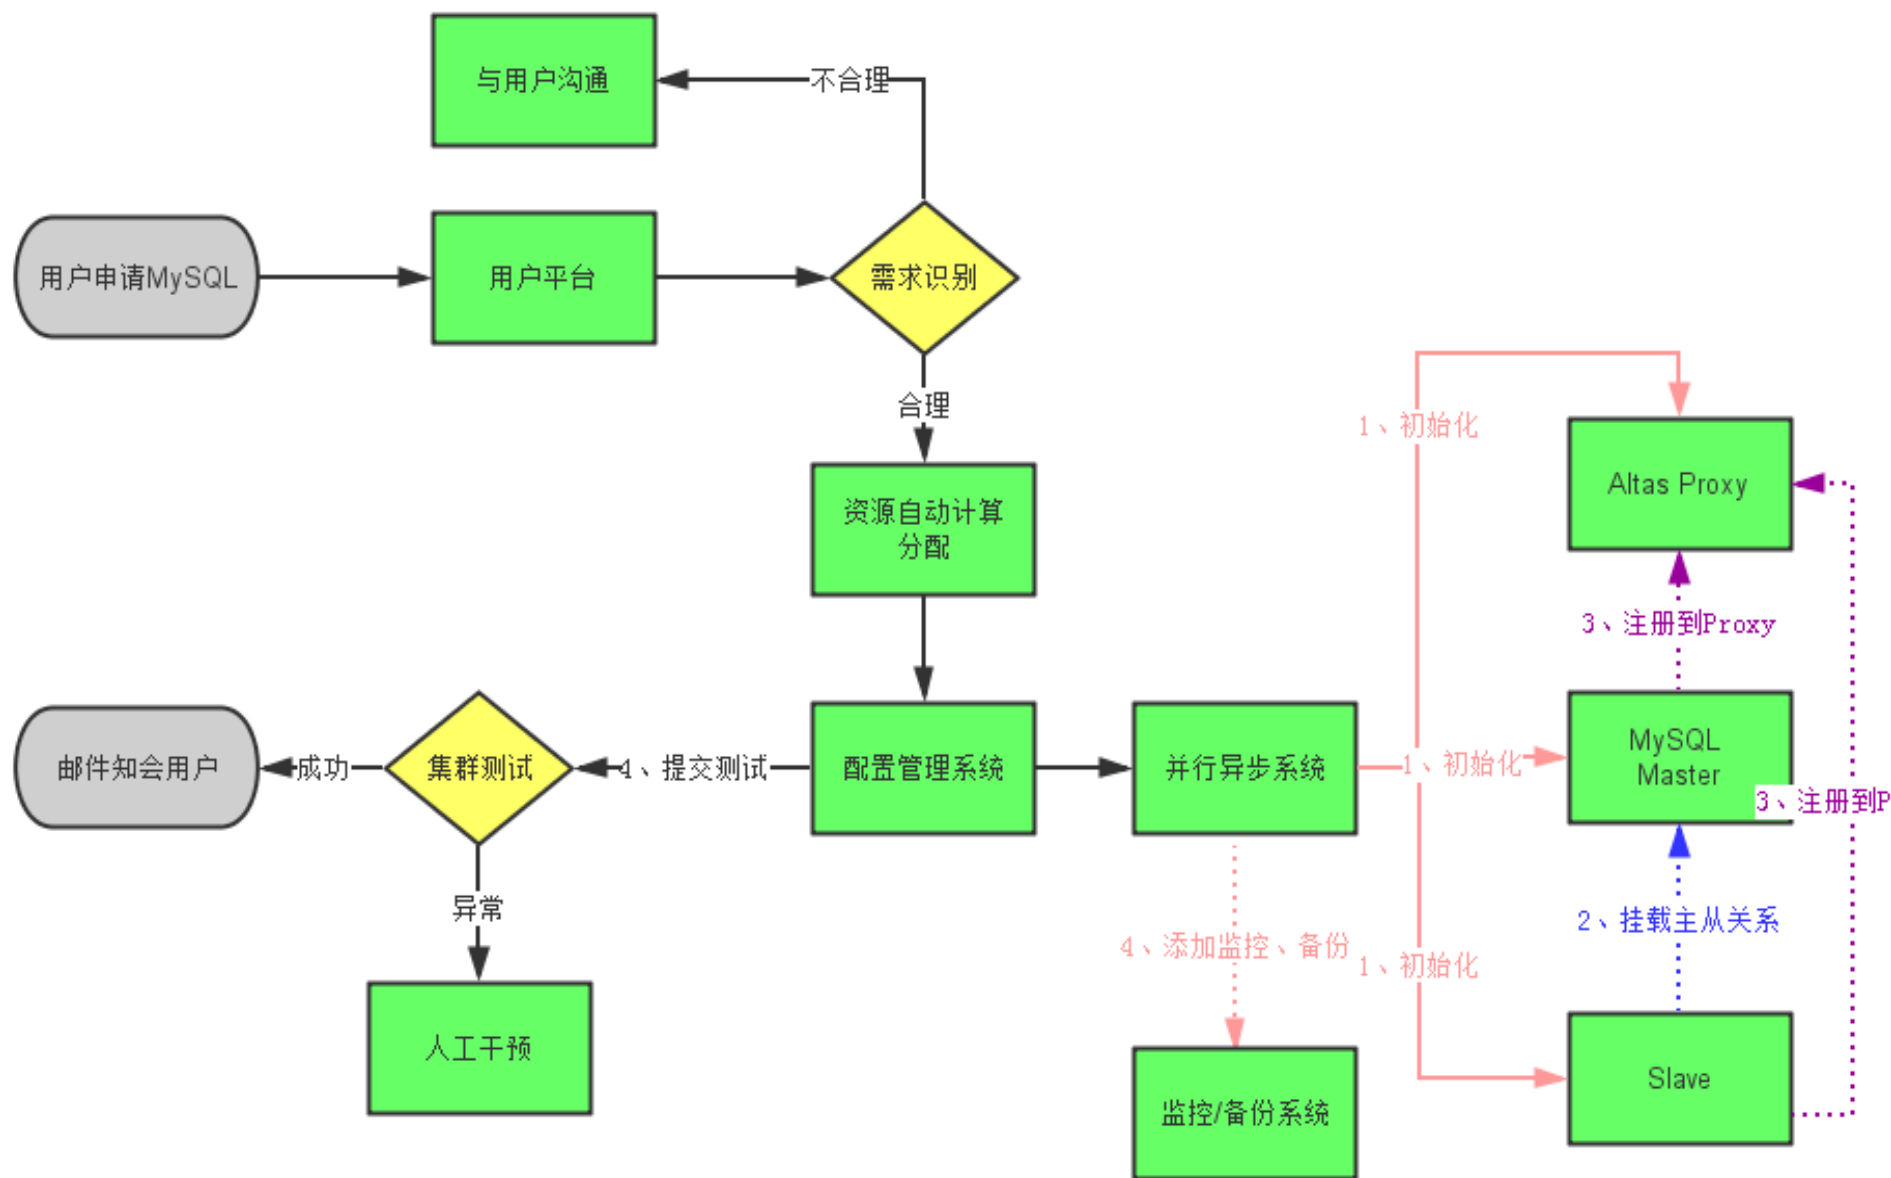 与用户沟通
不合理
用户申请MySQL
用户平台
需求识别
合理
1、初始化
Altas Proxy
资源自动计算
分配
3、注册到Proxy
邮件知会用户
成功
集群测试
4、提交测试
配置管理系统
并行异步系统
1、初始化
MySQL
Master
3、注册到P
异常
2、挂载主从关系
4、添加监控、备份
1、初始化
人工干预
Slave
监控/备份系统